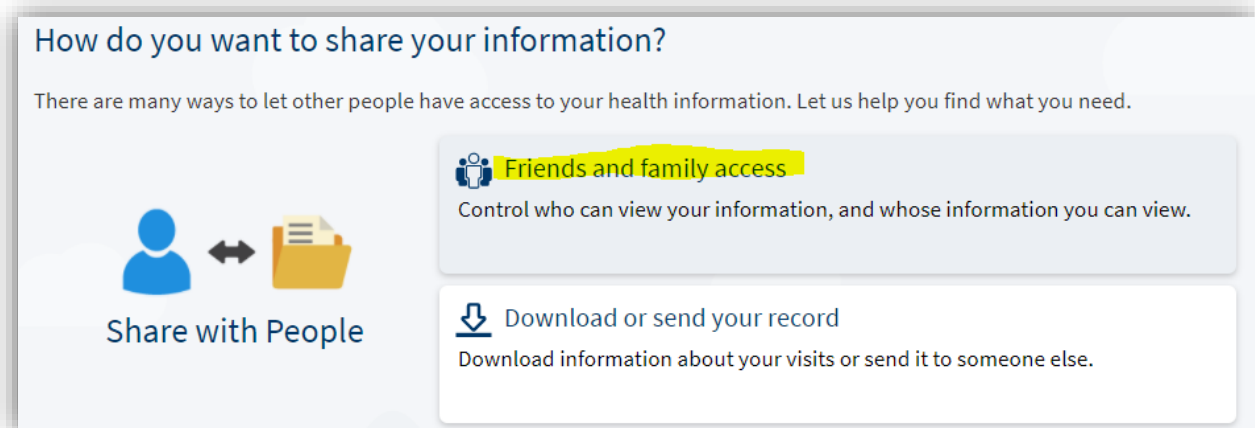 How do you want to share your information?
There are many ways to let other people have access to your health information. Let us help you find what you need.
Friends and family access
Control who can view your information, and whose information you can view.
Share with People
Download or send your record
Download information about your visits or send it to someone else.